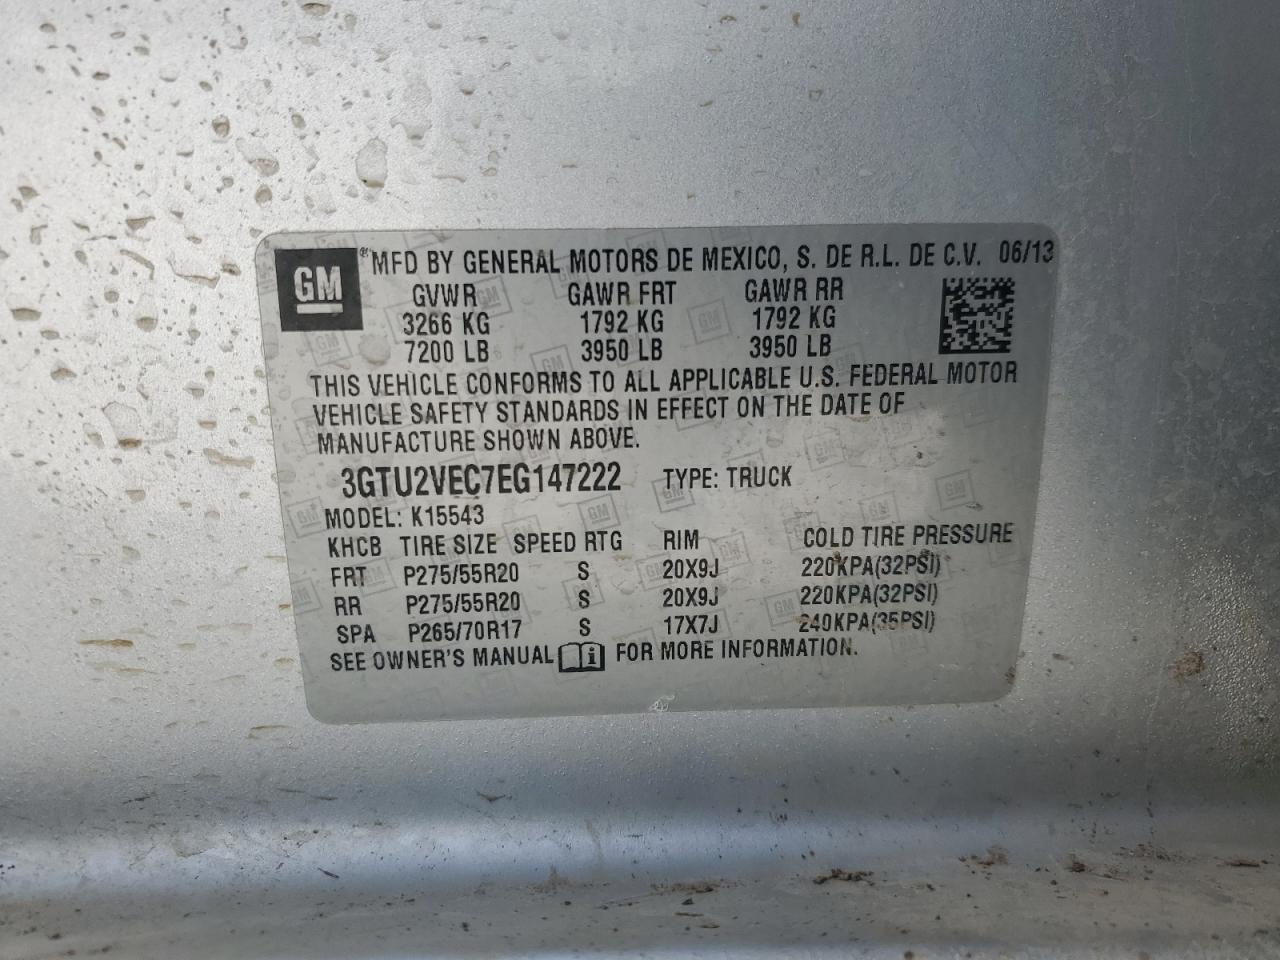 GM ® MFD BY GENERAL MOTORS DE MEXICO, S. DE R.L. DE C.V. 06/13
GVWR GAWR FRT GAWR RR
3266 KG 1792 KG 1792 KG
7200 LB 3950 LB 3950 LB
THIS VEHICLE CONFORMS TO ALL APPLICABLE U.S. FEDERAL MOTOR
VEHICLE SAFETY STANDARDS IN EFFECT ON THE DATE OF
MANUFACTURE SHOWN ABOVE.
3GTU2VEC7EG147222 TYPE: TRUCK
MODEL: K15543
KHCB TIRE SIZE SPEED RTG RIM COLD TIRE PRESSURE
FRT P275/55R20 S 20X9J 220KPA(32PSI)
RR P275/55R20 S 20X9J 220KPA(32PSI)
SPA P265/70R17 S 17X7J 240KPA(35PSI)
SEE OWNER'S MANUAL i FOR MORE INFORMATION.